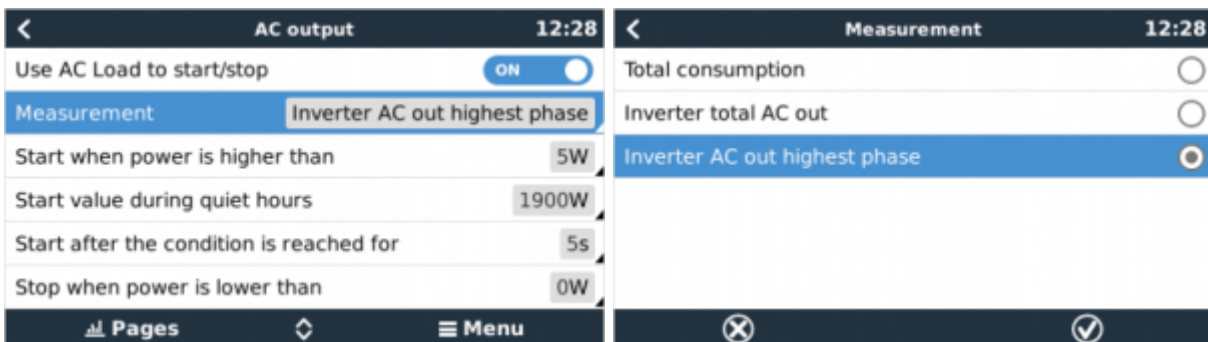 AC output 12:28
Use AC Load to start/stop ON
Measurement Inverter AC out highest phase
Start when power is higher than 5W
Start value during quiet hours 1900W
Start after the condition is reached for 5s
Stop when power is lower than 0W
Pages Menu
Measurement 12:28
Total consumption
Inverter total AC out
Inverter AC out highest phase